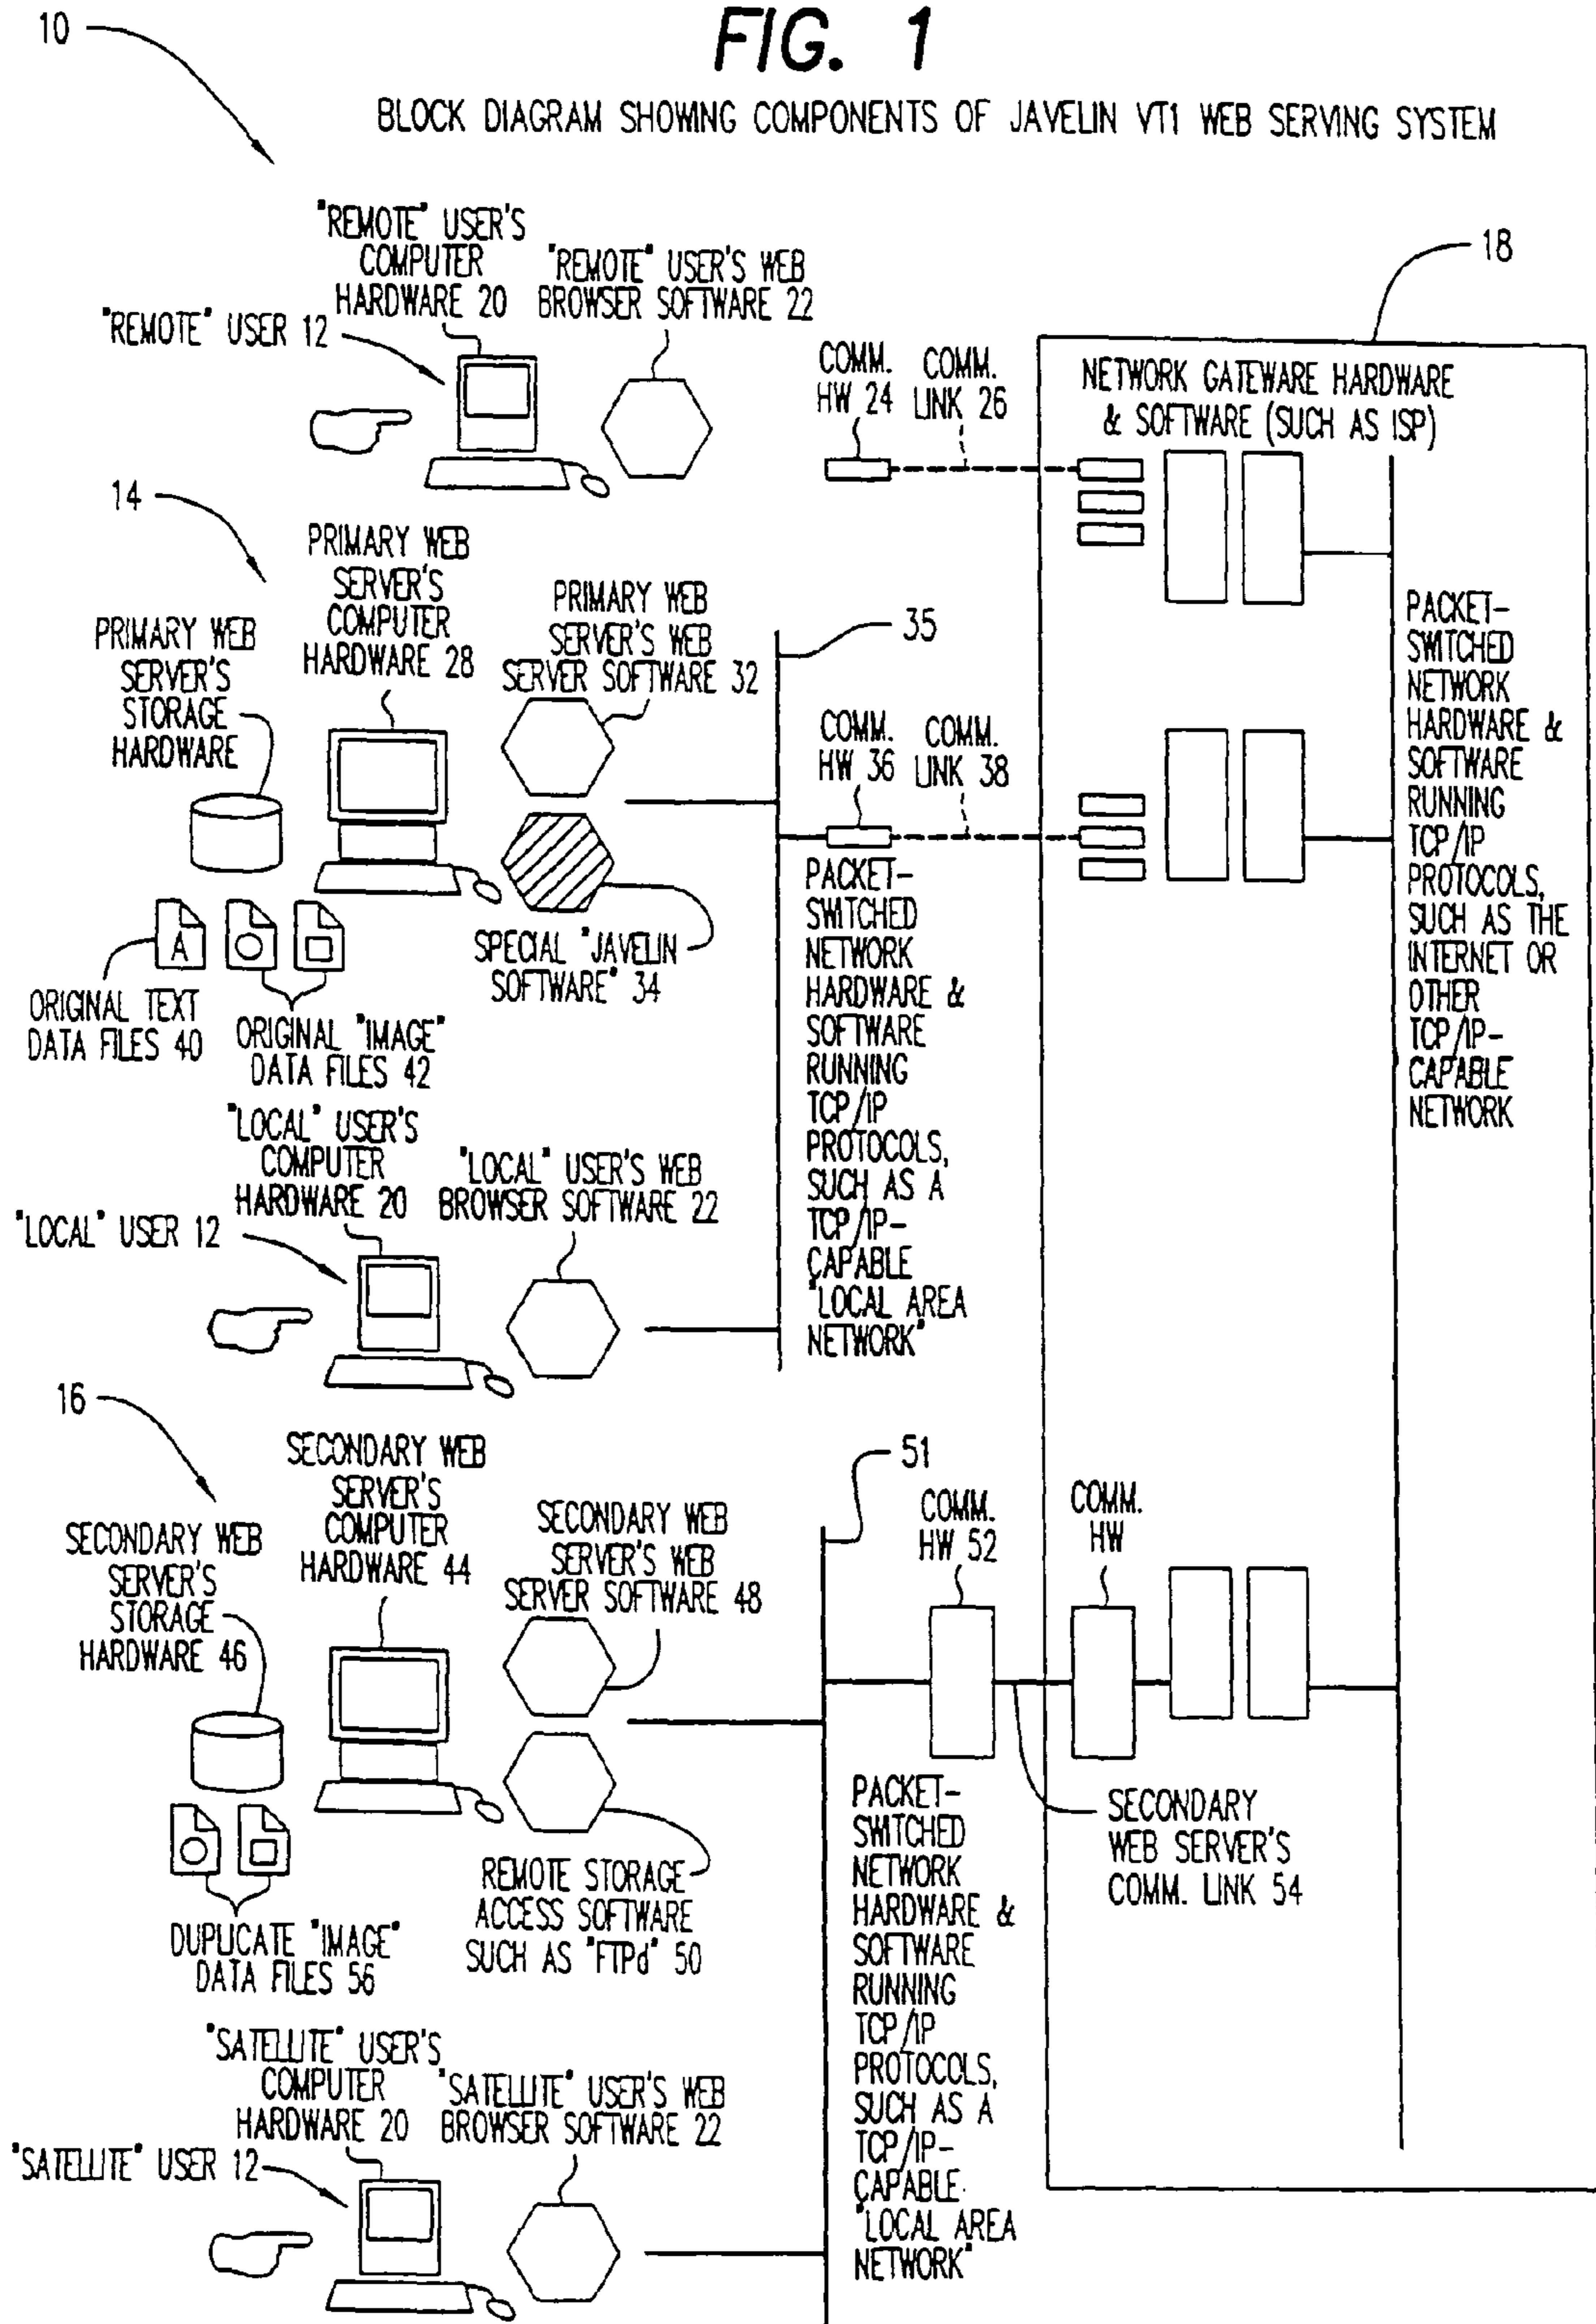 FIG. 1
10
BLOCK DIAGRAM SHOWING COMPONENTS OF JAVELIN VT1 WEB SERVING SYSTEM
"REMOTE" USER'S
COMPUTER
HARDWARE 20
"REMOTE" USER'S WEB
BROWSER SOFTWARE 22
"REMOTE" USER 12
COMM.
HW 24
COMM.
LINK 26
18
NETWORK GATEWARE HARDWARE
& SOFTWARE (SUCH AS ISP)
14
PRIMARY WEB
SERVER'S
COMPUTER
HARDWARE 28
PRIMARY WEB
SERVER'S
STORAGE
HARDWARE
PRIMARY WEB
SERVER'S WEB
SERVER SOFTWARE 32
35
COMM.
HW 36
COMM.
LINK 38
PACKET-
SWITCHED
NETWORK
HARDWARE &
SOFTWARE
RUNNING
TCP/IP
PROTOCOLS,
SUCH AS THE
INTERNET OR
OTHER
TCP/IP-
CAPABLE
NETWORK
A
ORIGINAL TEXT
DATA FILES 40
ORIGINAL "IMAGE"
DATA FILES 42
SPECIAL "JAVELIN
SOFTWARE" 34
PACKET-
SWITCHED
NETWORK
HARDWARE &
SOFTWARE
RUNNING
TCP/IP
PROTOCOLS,
SUCH AS A
TCP/IP-
CAPABLE
"LOCAL AREA
NETWORK"
"LOCAL" USER'S
COMPUTER
HARDWARE 20
"LOCAL" USER'S WEB
BROWSER SOFTWARE 22
"LOCAL" USER 12
16
SECONDARY WEB
SERVER'S
COMPUTER
HARDWARE 44
SECONDARY WEB
SERVER'S
STORAGE
HARDWARE 46
SECONDARY WEB
SERVER'S WEB
SERVER SOFTWARE 48
51
COMM.
HW 52
COMM.
HW
DUPLICATE "IMAGE"
DATA FILES 56
REMOTE STORAGE
ACCESS SOFTWARE
SUCH AS "FTPd" 50
PACKET-
SWITCHED
NETWORK
HARDWARE &
SOFTWARE
RUNNING
TCP/IP
PROTOCOLS,
SUCH AS A
TCP/IP-
CAPABLE
"LOCAL AREA
NETWORK"
SECONDARY
WEB SERVER'S
COMM. LINK 54
"SATELLITE" USER'S
COMPUTER
HARDWARE 20
"SATELLITE" USER'S WEB
BROWSER SOFTWARE 22
"SATELLITE" USER 12